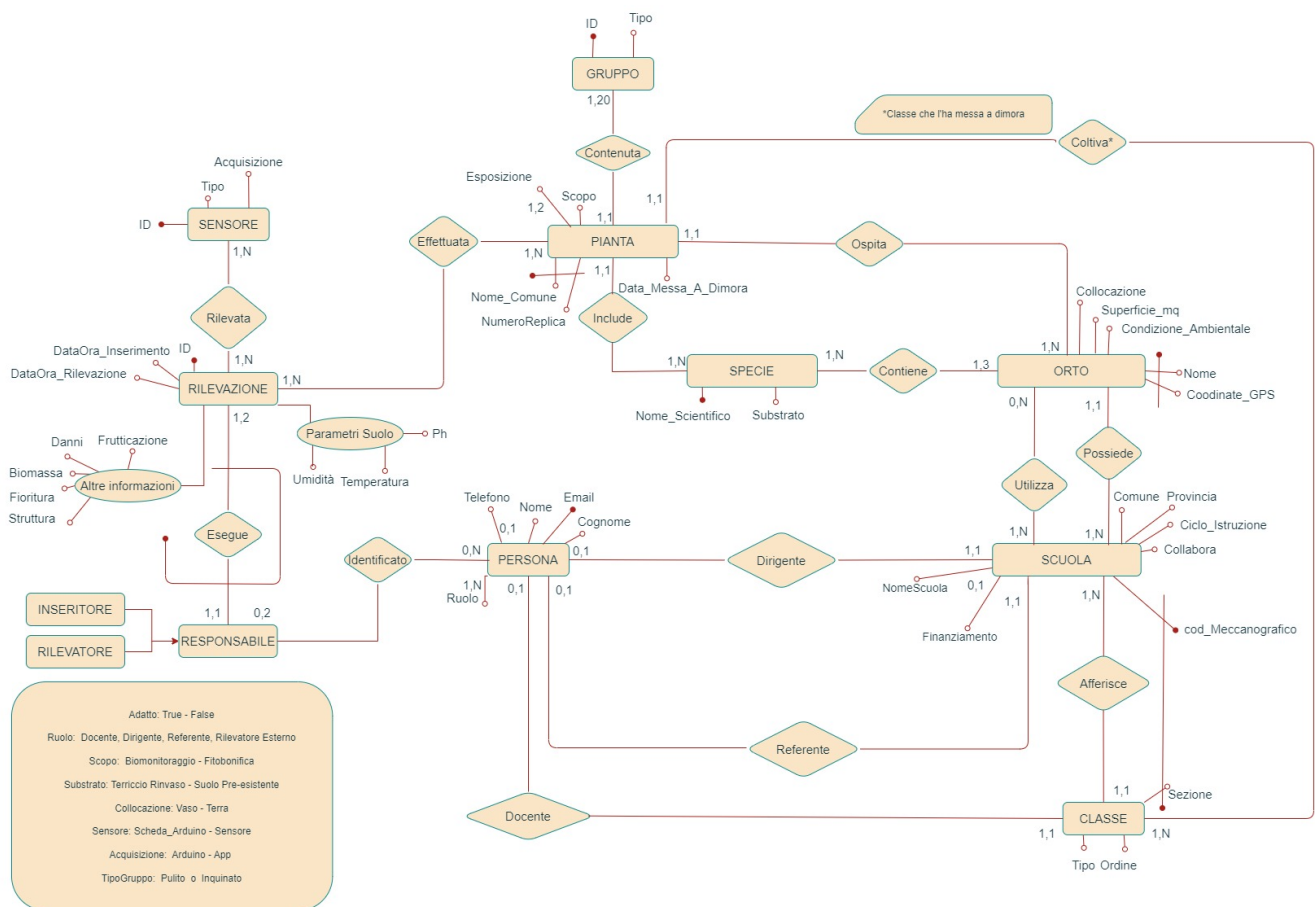 ID
Tipo
GRUPPO
1,20
*Classe che l'ha messa a dimora
Contenuta
Coltiva*
Acquisizione
Tipo
Esposizione
Scopo
1,2
1,1
1,1
ID
SENSORE
PIANTA
1,1
Effettuata
Ospita
1,N
1,N
1,1
Nome_Comune
Data_Messa_A_Dimora
NumeroReplica
Collocazione
Superficie_mq
Condizione_Ambientale
Rilevata
Include
DataOra_Inserimento
ID
1,N
1,N
1,N
1,N
DataOra_Rilevazione
RILEVAZIONE
1,N
SPECIE
Contiene
1,3
ORTO
Nome
Coodinate_GPS
1,2
Nome_Scientifico
Substrato
0,N
1,1
Danni
Frutticazione
Parametri Suolo
Ph
Biomassa
Altre informazioni
Umidità
Temperatura
Possiede
Fioritura
Struttura
Utilizza
Telefono
Nome
Email
Comune
Provincia
0,1
Cognome
Ciclo_Istruzione
Esegue
1,N
1,N
Collabora
Identificato
0,N
PERSONA
0,1
Dirigente
1,1
SCUOLA
1,N
0,1
0,1
NomeScuola
0,1
1,1
1,N
Ruolo
INSERITORE
1,1
0,2
Finanziamento
cod_Meccanografico
RILEVATORE
RESPONSABILE
Afferisce
Adatto: True - False
Ruolo: Docente, Dirigente, Referente, Rilevatore Esterno
Scopo: Biomonitoraggio - Fitobonifica
Substrato: Terriccio Rinvaso - Suolo Pre-esistente
Collocazione: Vaso - Terra
Sensore: Scheda_Arduino - Sensore
Acquisizione: Arduino - App
TipoGruppo: Pulito o Inquinato
Referente
1,1
Sezione
Docente
CLASSE
1,1
1,N
Tipo
Ordine